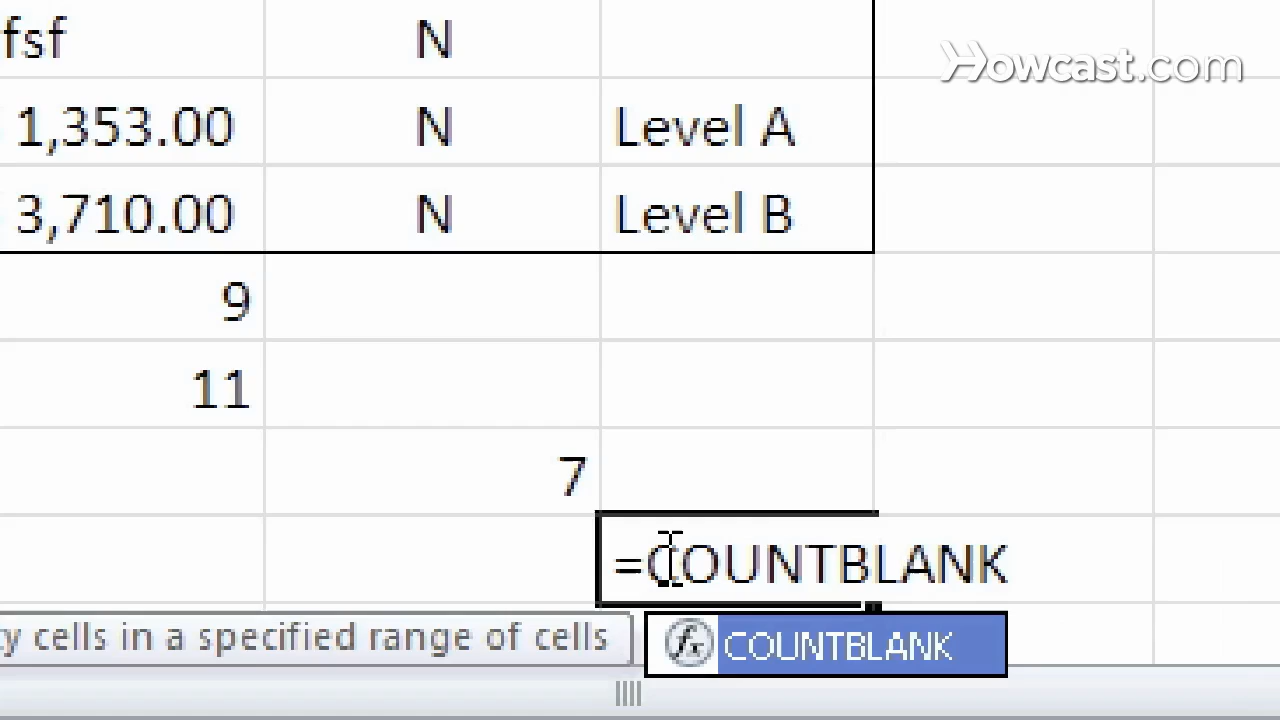 fsf N
Howcast.com
1,353.00 N Level A
3,710.00 N Level B
9
11
7
=COUNTBLANK
y cells in a specified range of cells
fx COUNTBLANK